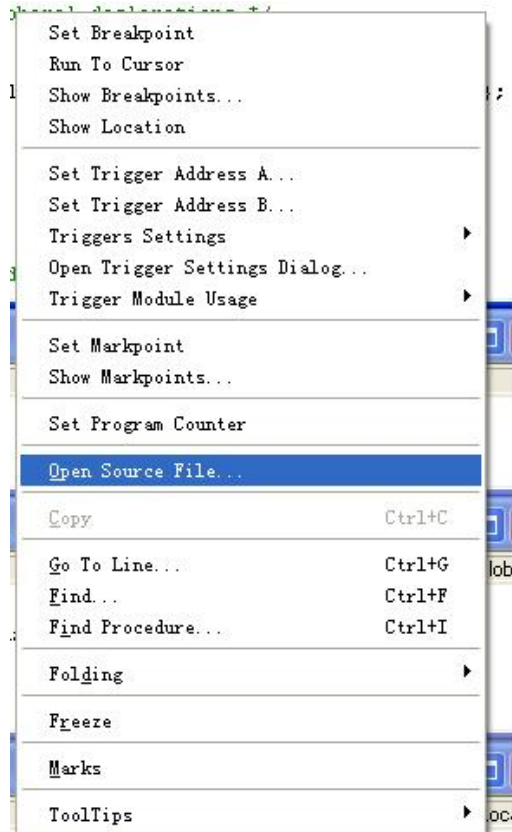 Set Breakpoint
Run To Cursor
Show Breakpoints...
Show Location
Set Trigger Address A...
Set Trigger Address B...
Triggers Settings
Open Trigger Settings Dialog...
Trigger Module Usage
Set Markpoint
Show Markpoints...
Set Program Counter
Open Source File...
Copy Ctrl+C
Go To Line... Ctrl+G
Find... Ctrl+F
Find Procedure... Ctrl+I
Folding
Freeze
Marks
ToolTips